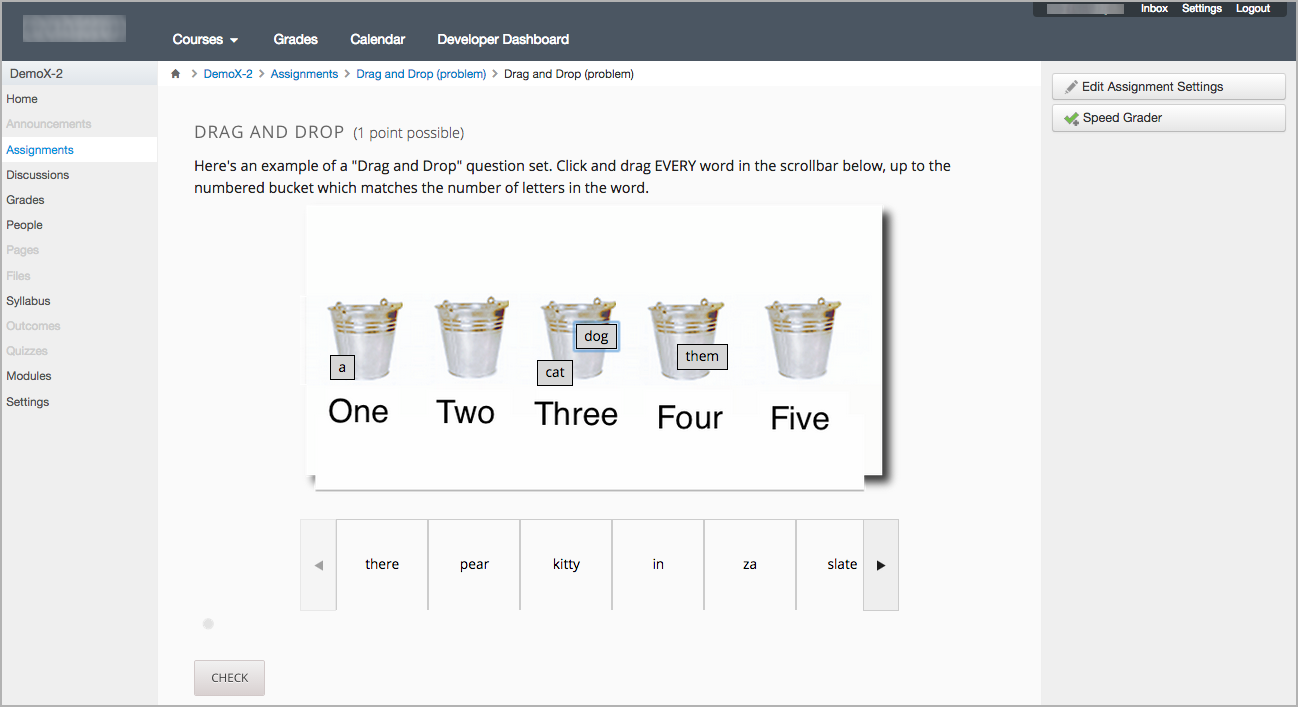 Inbox Settings Logout
Courses Grades Calendar Developer Dashboard
DemoX-2
Home
Announcements
Assignments
Discussions
Grades
People
Pages
Files
Syllabus
Outcomes
Quizzes
Modules
Settings
DemoX-2 > Assignments > Drag and Drop (problem) > Drag and Drop (problem)
DRAG AND DROP (1 point possible)
Here's an example of a "Drag and Drop" question set. Click and drag EVERY word in the scrollbar below, up to the
numbered bucket which matches the number of letters in the word.
dog
them
a
cat
One Two Three Four Five
there pear kitty in za slate
CHECK
Edit Assignment Settings
Speed Grader